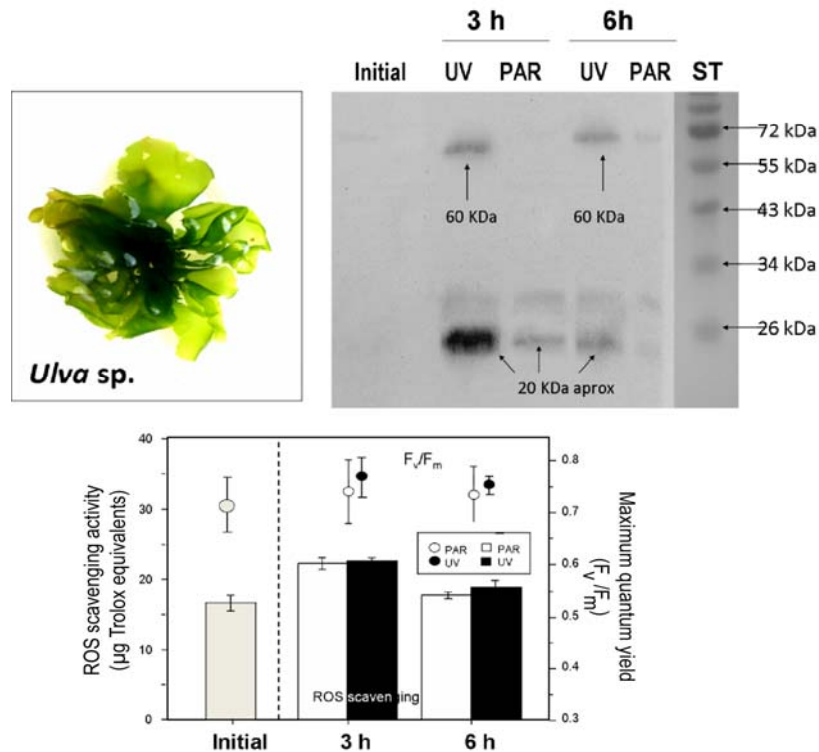 3 h 6h
Initial UV PAR UV PAR ST
72 kDa
55 kDa
60 KDa 60 KDa
43 kDa
34 kDa
26 kDa
20 KDa aprox
Ulva sp.
40
30
20
10
0
ROS scavenging activity
(µg Trolox equivalents)
Fv/Fm
PAR PAR
UV UV
ROS scavenging
0.8
0.7
0.6
0.5
0.4
0.3
Maximum quantum yield
(Fv/Fm)
Initial 3 h 6 h